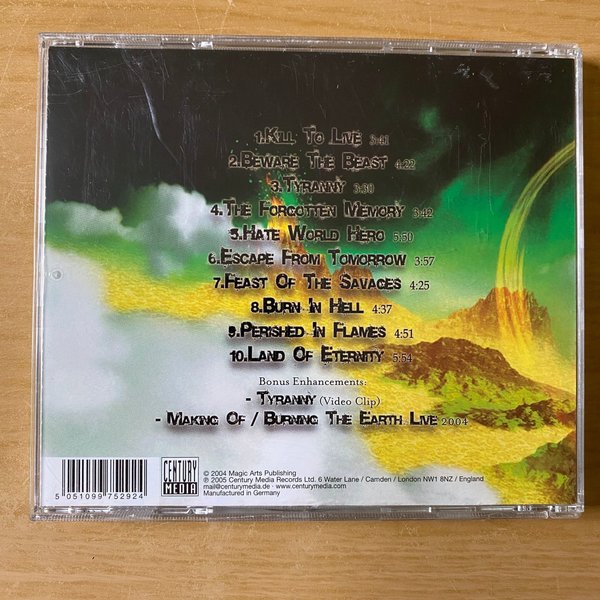 1.Kill To Live 3:41
2.Beware The Beast 4:22
3.Tyranny 3:30
4.The Forgotten Memory 3:42
5.Hate World Hero 5:50
6.Escape From Tomorrow 3:57
7.Feast Of The Savages 4:25
8.Burn In Hell 4:37
9.Perished In Flames 4:51
10.Land Of Eternity 5:54
Bonus Enhancements:
- Tyranny (Video Clip)
- Making Of / Burning The Earth Live 2004
5 051099 752924
CENTURY
MEDIA
© 2004 Magic Arts Publishing
℗ 2005 Century Media Records Ltd. 6 Water Lane / Camden / London NW1 8NZ / England
mail@centurymedia.de · www.centurymedia.com
Manufactured in Germany